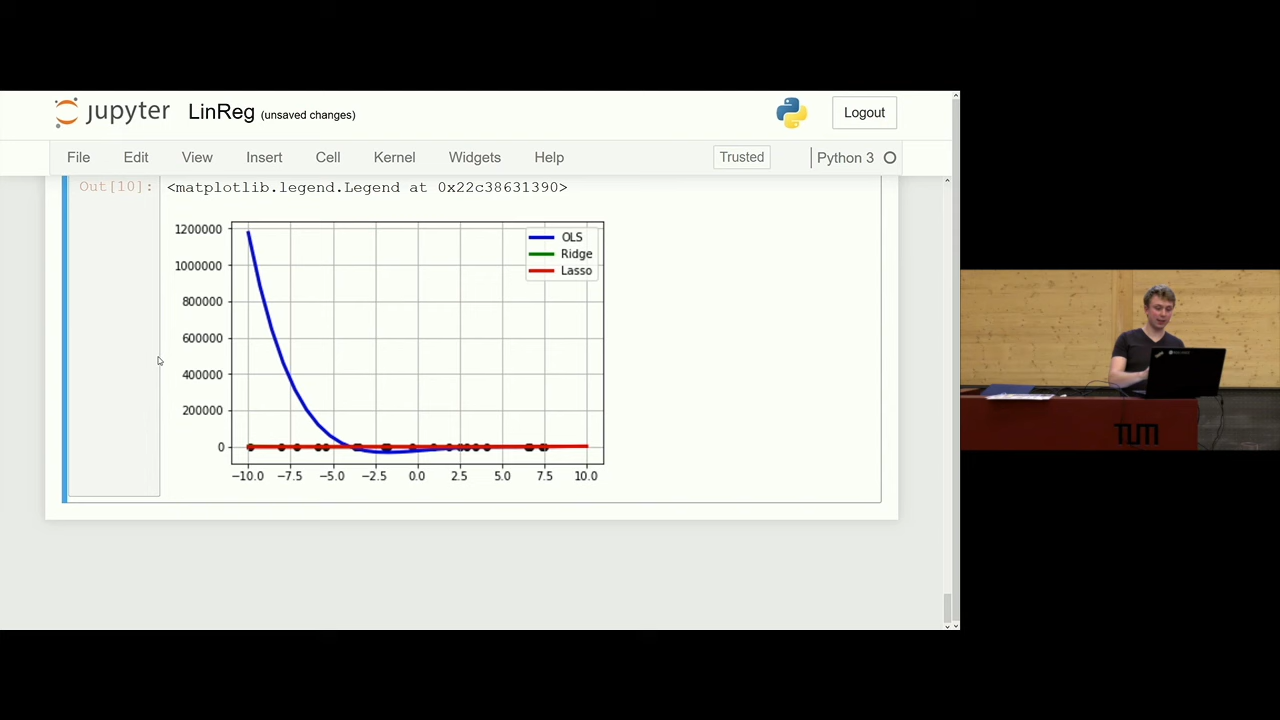 jupyter LinReg (unsaved changes) Logout
File Edit View Insert Cell Kernel Widgets Help Trusted Python 3
Out[10]: <matplotlib.legend.Legend at 0x22c38631390>
1200000
1000000
800000
600000
400000
200000
0
OLS
Ridge
Lasso
−10.0 −7.5 −5.0 −2.5 0.0 2.5 5.0 7.5 10.0
TUM